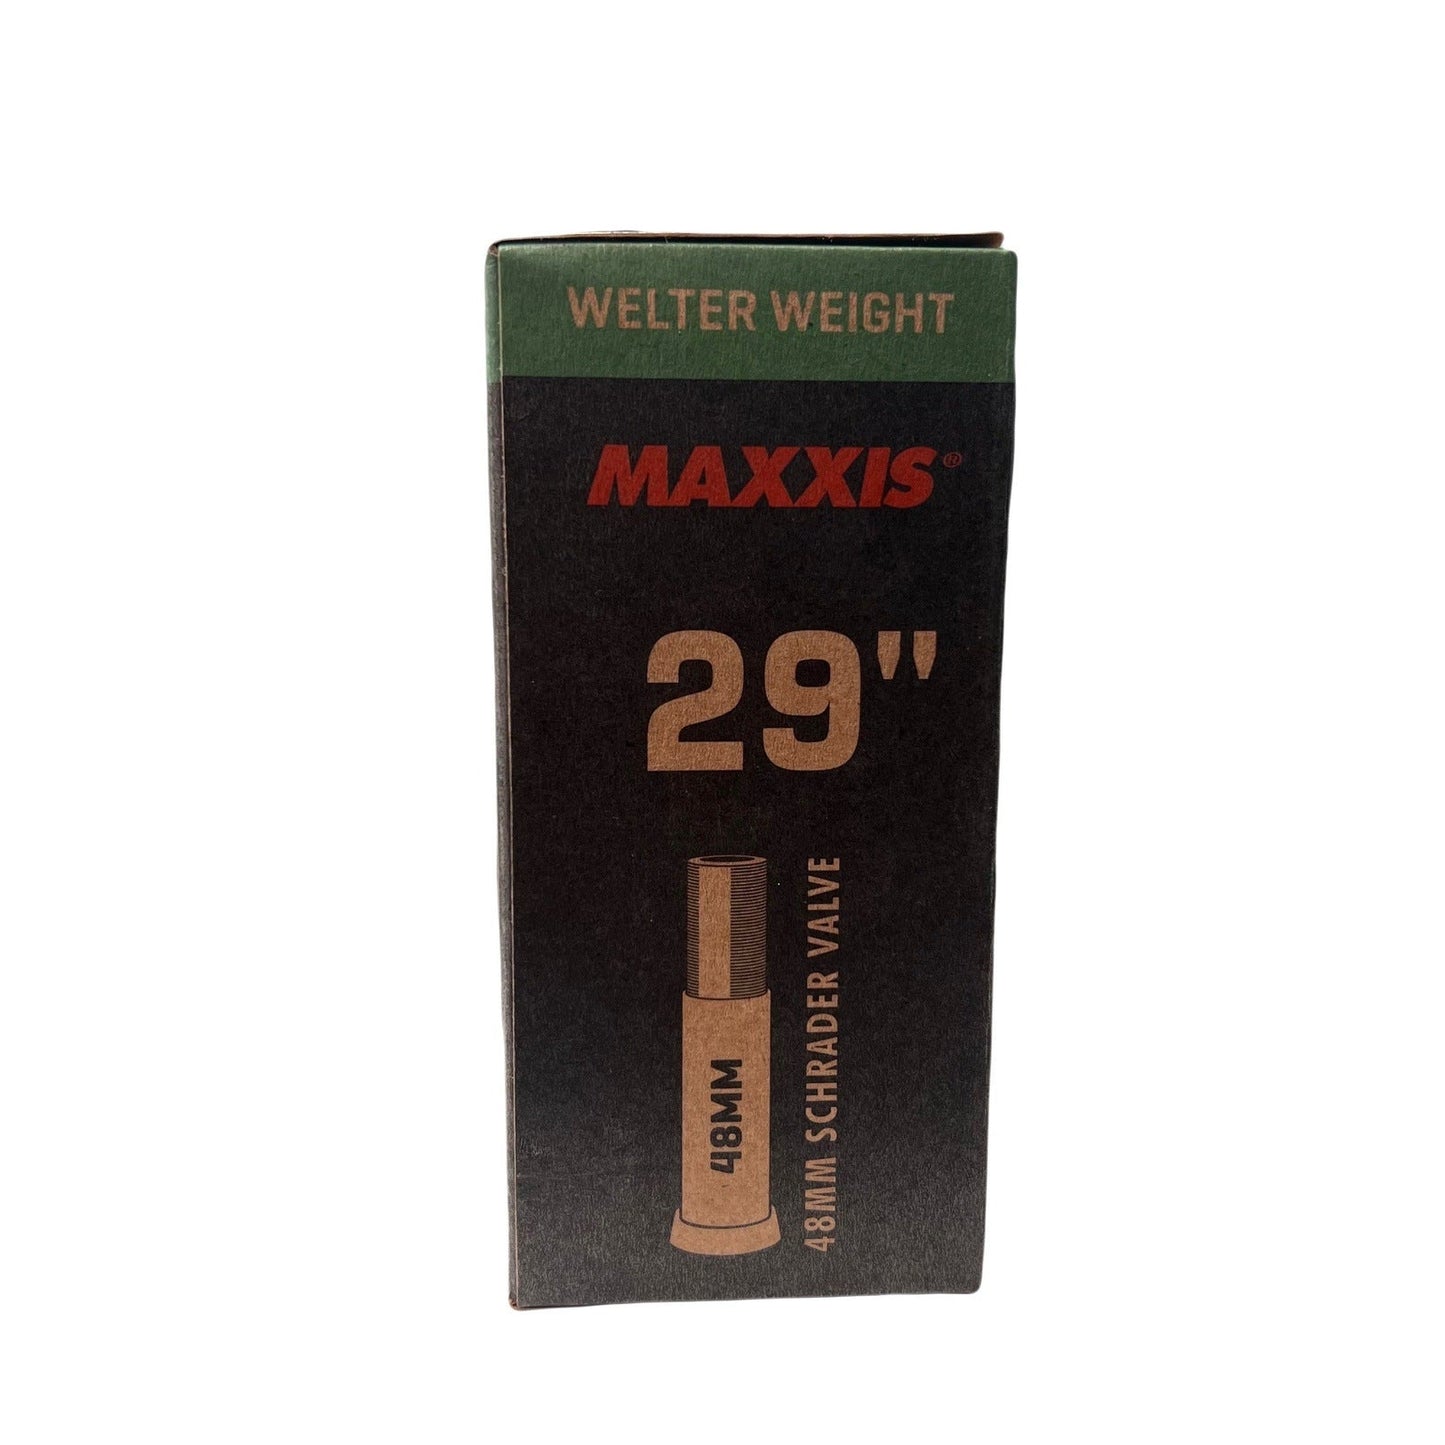 WELTER WEIGHT
MAXXIS®
29"
48MM
48MM SCHRADER VALVE